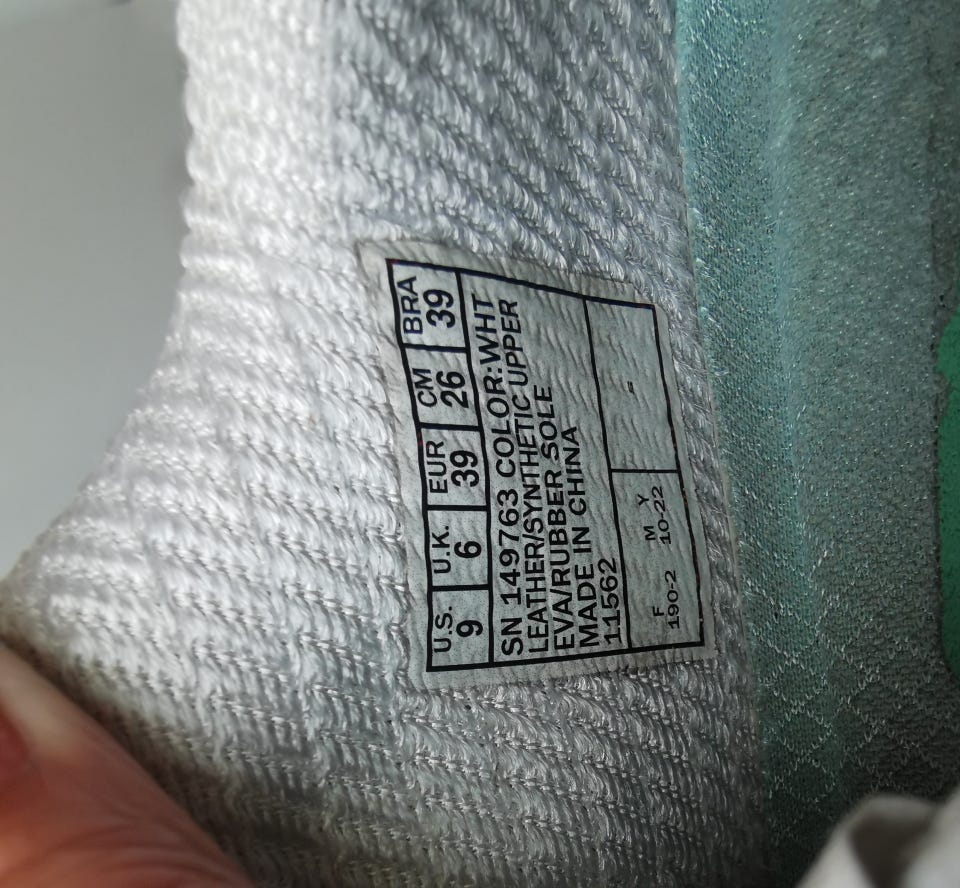 U.S. U.K. EUR CM BRA
9 6 39 26 39
SN 149763 COLOR:WHT
LEATHER/SYNTHETIC UPPER
EVA/RUBBER SOLE
MADE IN CHINA
11562
F M Y
190-2 10-22